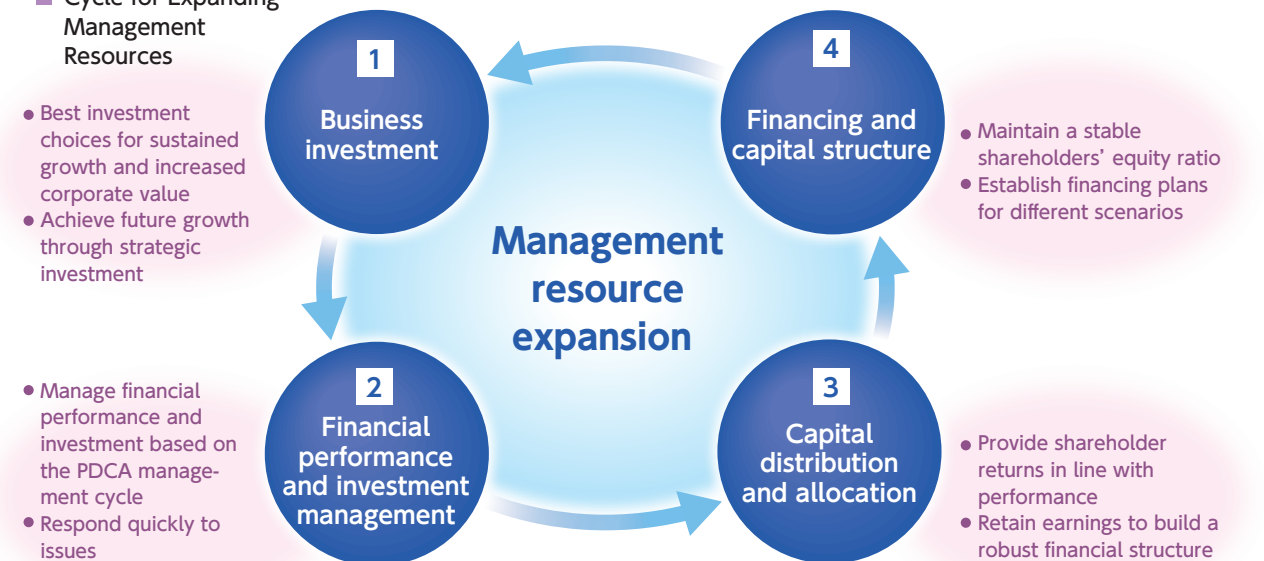 Cycle for Expanding
Management
Resources
1
Business
investment
• Best investment
choices for sustained
growth and increased
corporate value
• Achieve future growth
through strategic
investment
4
Financing and
capital structure
• Maintain a stable
shareholders’ equity ratio
• Establish financing plans
for different scenarios
Management
resource
expansion
2
Financial
performance
and investment
management
• Manage financial
performance and
investment based on
the PDCA manage-
ment cycle
• Respond quickly to
issues
3
Capital
distribution
and allocation
• Provide shareholder
returns in line with
performance
• Retain earnings to build a
robust financial structure